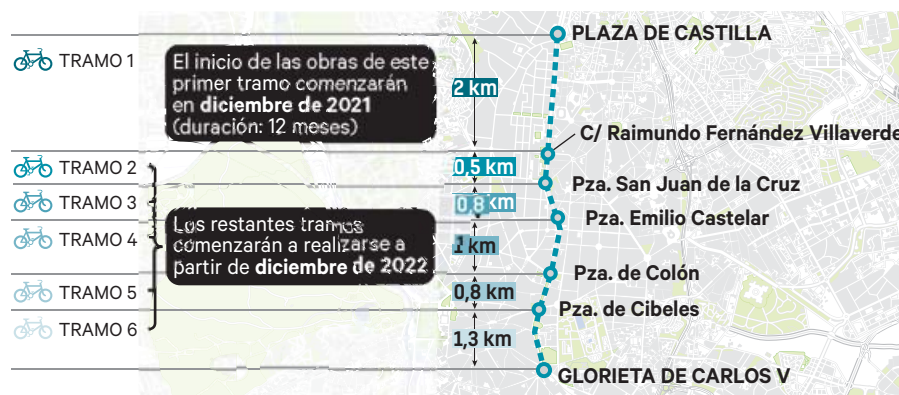 PLAZA DE CASTILLA
TRAMO 1
El inicio de las obras de este
primer tramo comenzarán
en diciembre de 2021
(duración: 12 meses)
2 km
C/ Raimundo Fernández Villaverde
TRAMO 2
0,5 km
Pza. San Juan de la Cruz
TRAMO 3
0,8 km
Pza. Emilio Castelar
Los restantes tramos
comenzarán a realizarse a
partir de diciembre de 2022
TRAMO 4
1 km
Pza. de Colón
TRAMO 5
0,8 km
Pza. de Cibeles
TRAMO 6
1,3 km
GLORIETA DE CARLOS V